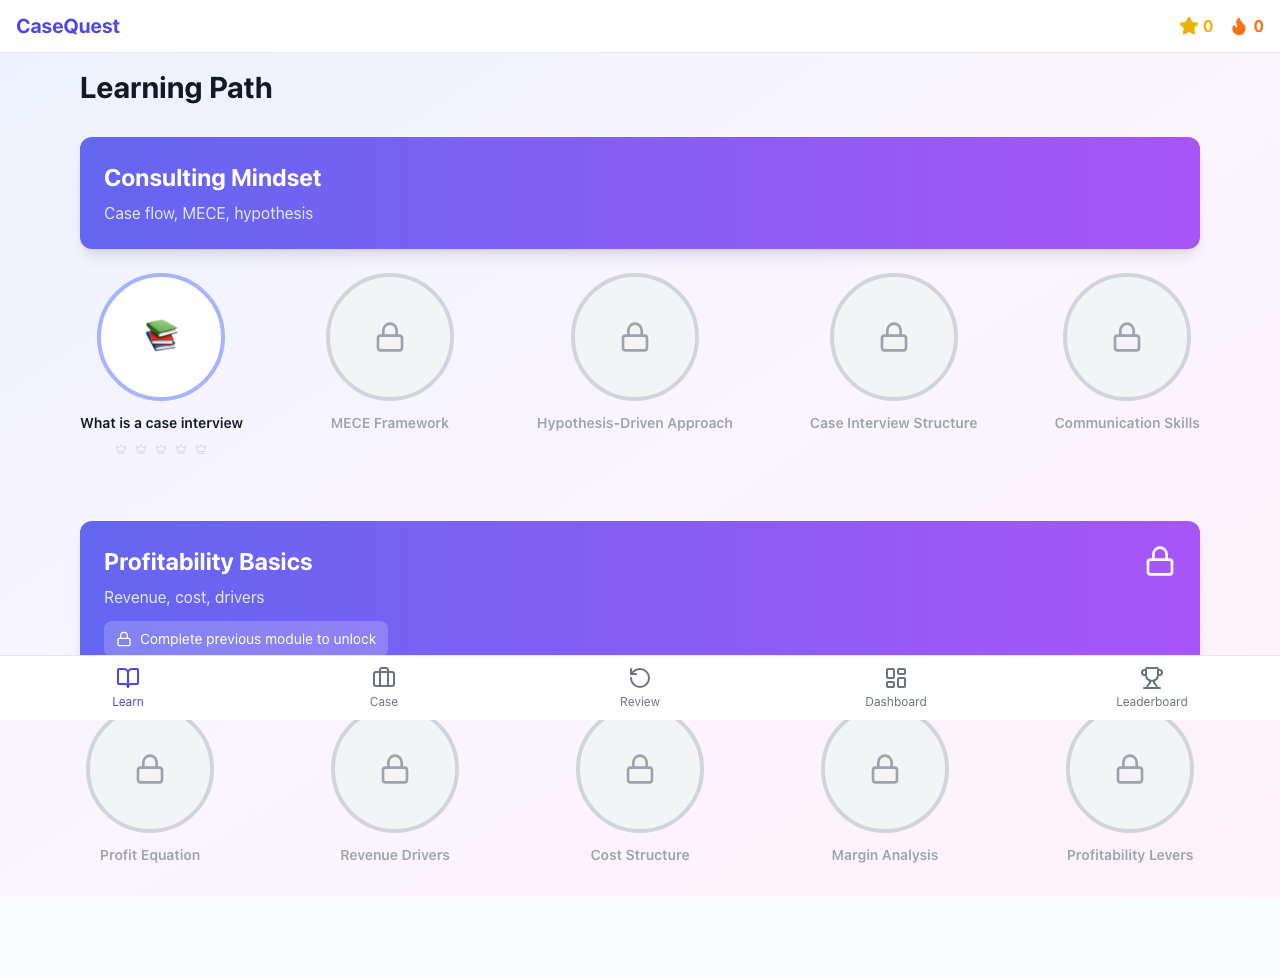 CaseQuest
0
0
Learning Path
Consulting Mindset
Case flow, MECE, hypothesis
What is a case interview
MECE Framework
Hypothesis-Driven Approach
Case Interview Structure
Communication Skills
Profitability Basics
Revenue, cost, drivers
Complete previous module to unlock
Learn
Case
Review
Dashboard
Leaderboard
Profit Equation
Revenue Drivers
Cost Structure
Margin Analysis
Profitability Levers